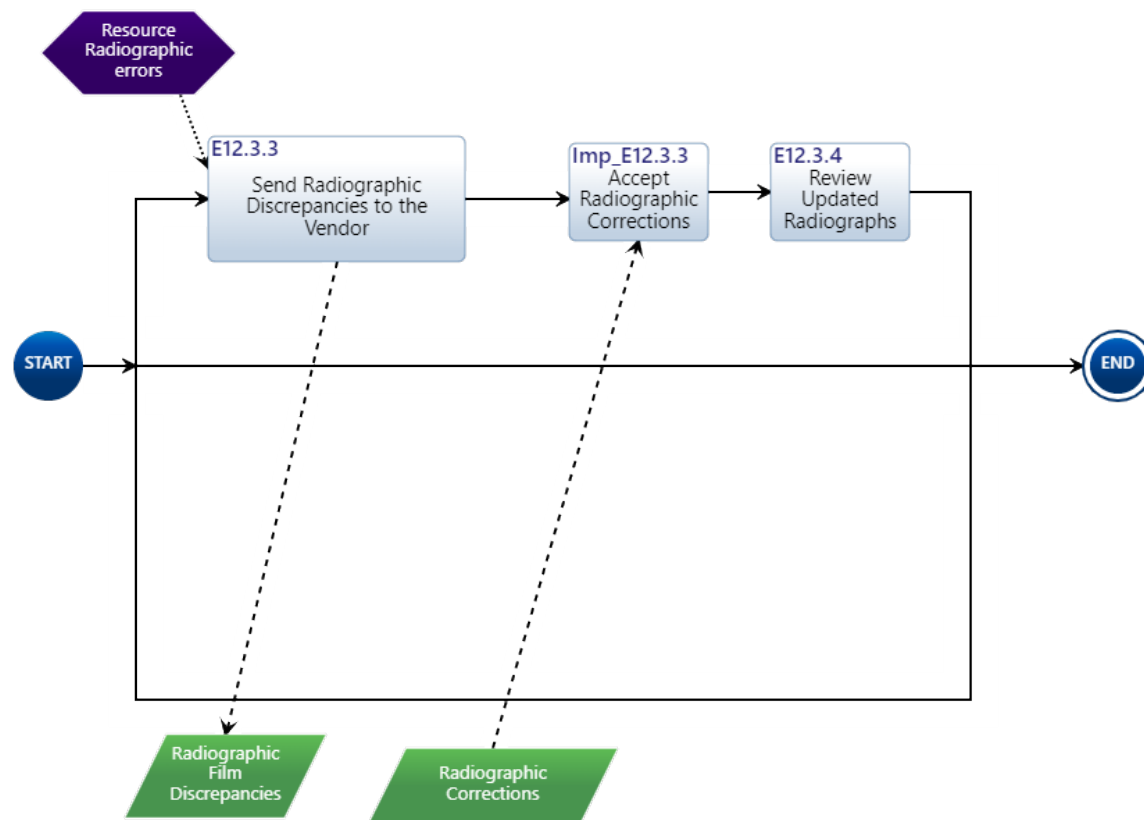 Resource
Radiographic
errors
E12.3.3
Send Radiographic
Discrepancies to the
Vendor
Imp_E12.3.3
Accept
Radiographic
Corrections
E12.3.4
Review
Updated
Radiographs
START
END
Radiographic
Film
Discrepancies
Radiographic
Corrections